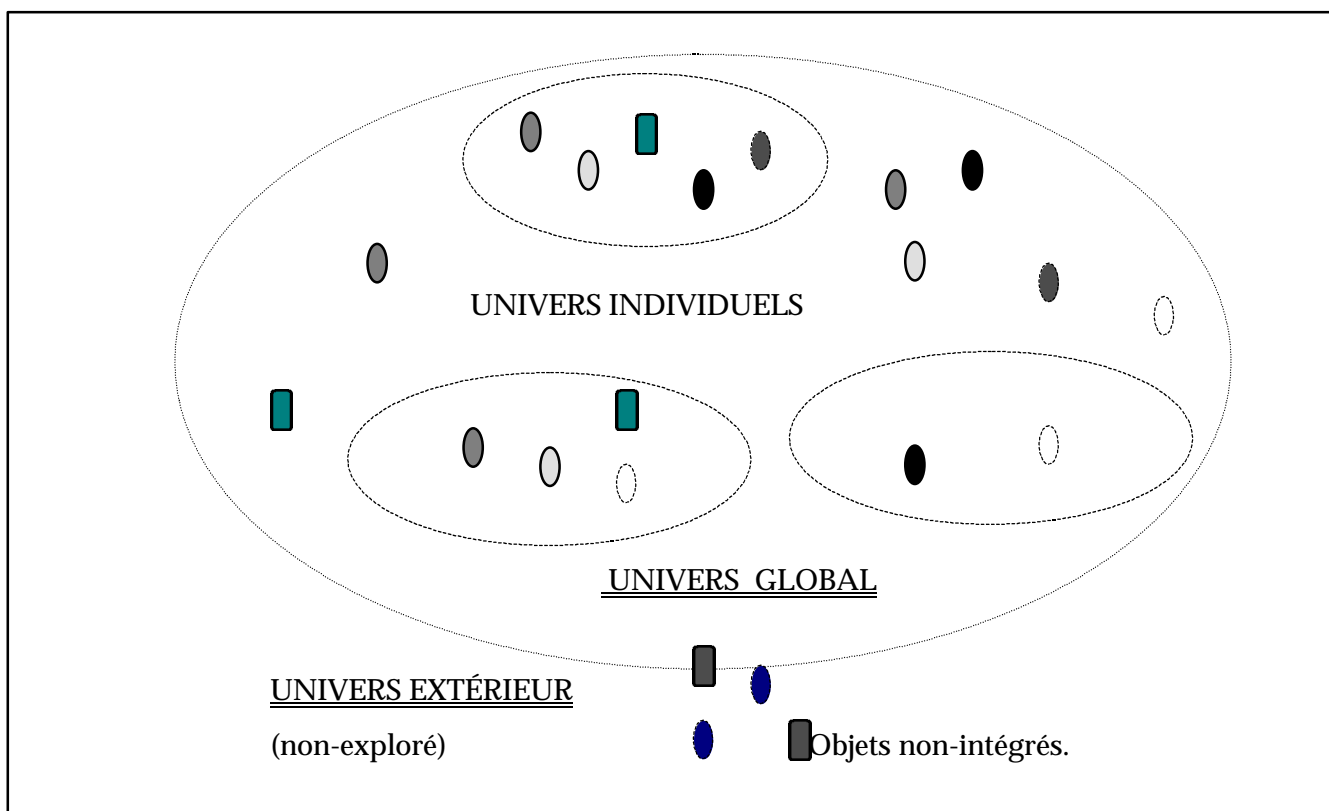 UNIVERS INDIVIDUELS
UNIVERS GLOBAL
UNIVERS EXTÉRIEUR
(non-exploré)
Objets non-intégrés.